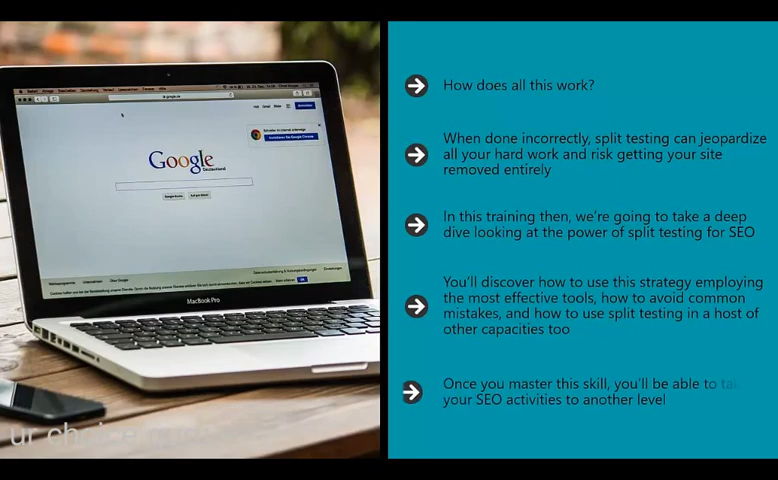 Google
Deutschland
MacBook Pro
How does all this work?
When done incorrectly, split testing can jeopardize
all your hard work and risk getting your site
removed entirely
In this training then, we're going to take a deep
dive looking at the power of split testing for SEO
You'll discover how to use this strategy employing
the most effective tools, how to avoid common
mistakes, and how to use split testing in a host of
other capacities too
Once you master this skill, you'll be able to
your SEO activities to another level
ur choice